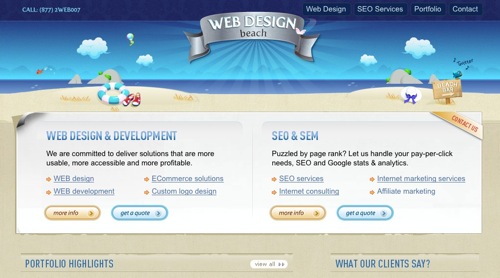 CALL: (877) 2WEB007
Web Design SEO Services Portfolio Contact
WEB DESIGN
beach
Twitter!
CONTACT US
WEB DESIGN & DEVELOPMENT
We are committed to deliver solutions that are more
usable, more accessible and more profitable.
WEB design ECommerce solutions
WEB development Custom logo design
more info get a quote
SEO & SEM
Puzzled by page rank? Let us handle your pay-per-click
needs, SEO and Google stats & analytics.
SEO services Internet marketing services
Internet consulting Affiliate marketing
more info get a quote
PORTFOLIO HIGHLIGHTS view all
WHAT OUR CLIENTS SAY?